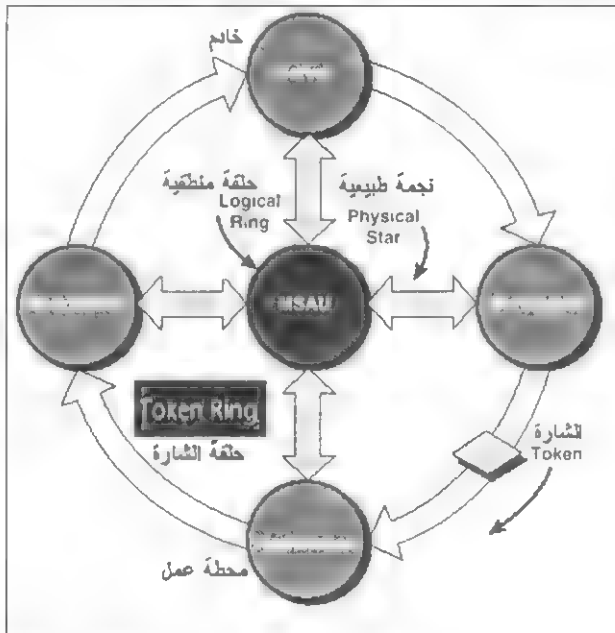 خادم
حلقة منطقية
Logical
Ring
نجمة طبيعية
Physical
Star
MSAU
Token Ring
حلقة الشارة
الشارة
Token
محطة عمل